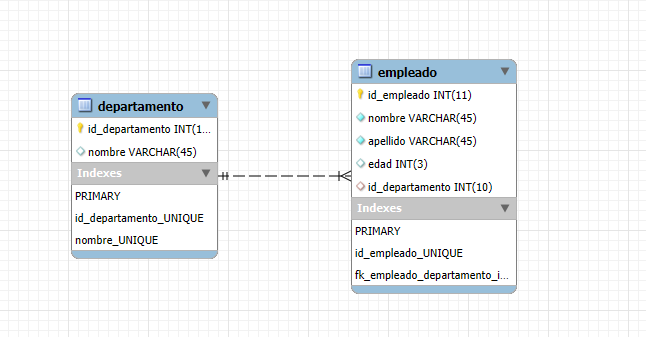 departamento
id_departamento INT(1...
nombre VARCHAR(45)
Indexes
PRIMARY
id_departamento_UNIQUE
nombre_UNIQUE
empleado
id_empleado INT(11)
nombre VARCHAR(45)
apellido VARCHAR(45)
edad INT(3)
id_departamento INT(10)
Indexes
PRIMARY
id_empleado_UNIQUE
fk_empleado_departamento_i...